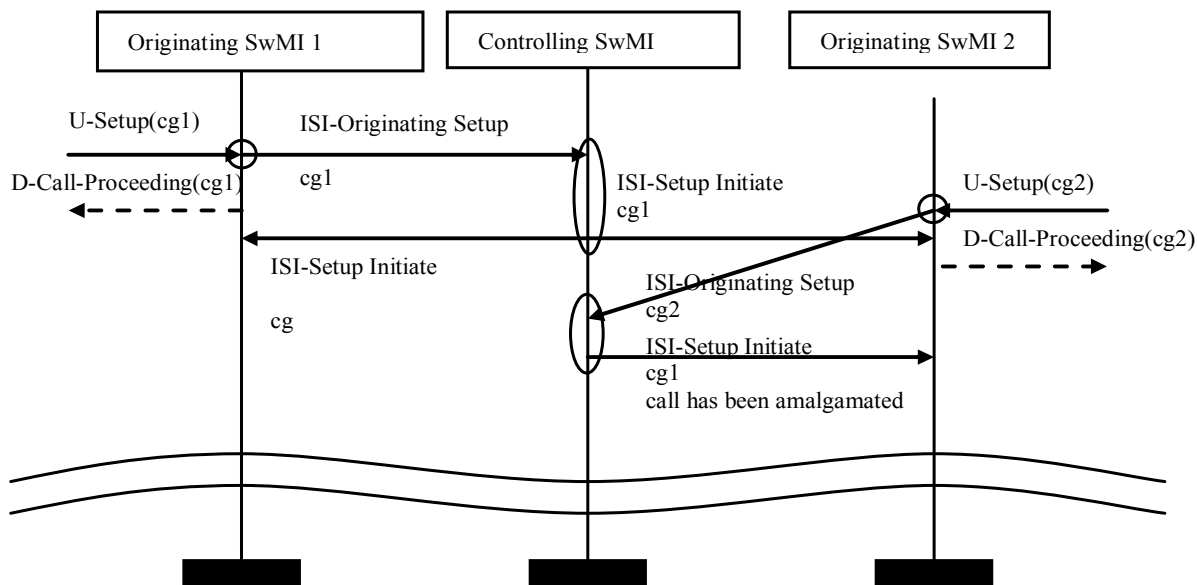 Originating SwMI 1
Controlling SwMI
Originating SwMI 2
U-Setup(cg1)
ISI-Originating Setup
cg1
D-Call-Proceeding(cg1)
ISI-Setup Initiate
cg1
U-Setup(cg2)
D-Call-Proceeding(cg2)
ISI-Setup Initiate
cg
ISI-Originating Setup
cg2
ISI-Setup Initiate
cg1
call has been amalgamated